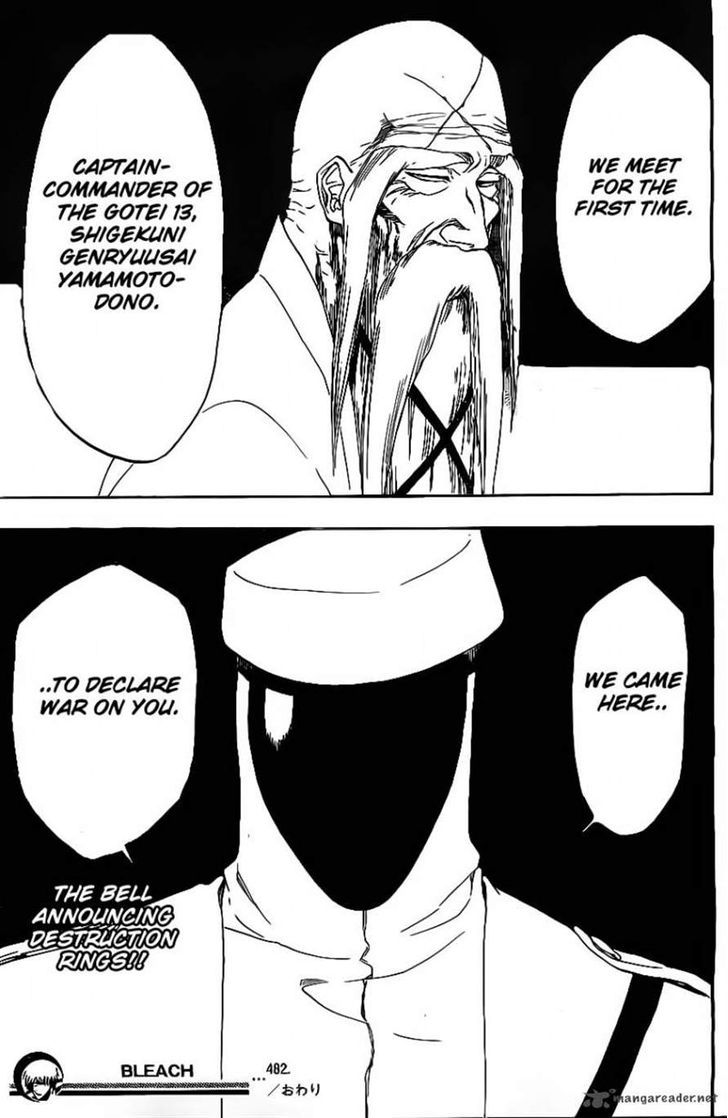 WE MEET
FOR THE
FIRST TIME.
CAPTAIN-
COMMANDER OF
THE GOTEI 13,
SHIGEKUNI
GENRYUUSAI
YAMAMOTO-
DONO.
WE CAME
HERE..
..TO DECLARE
WAR ON YOU.
THE BELL
ANNOUNCING
DESTRUCTION
RINGS!!
BLEACH
...482
/おわり
mangareader.net